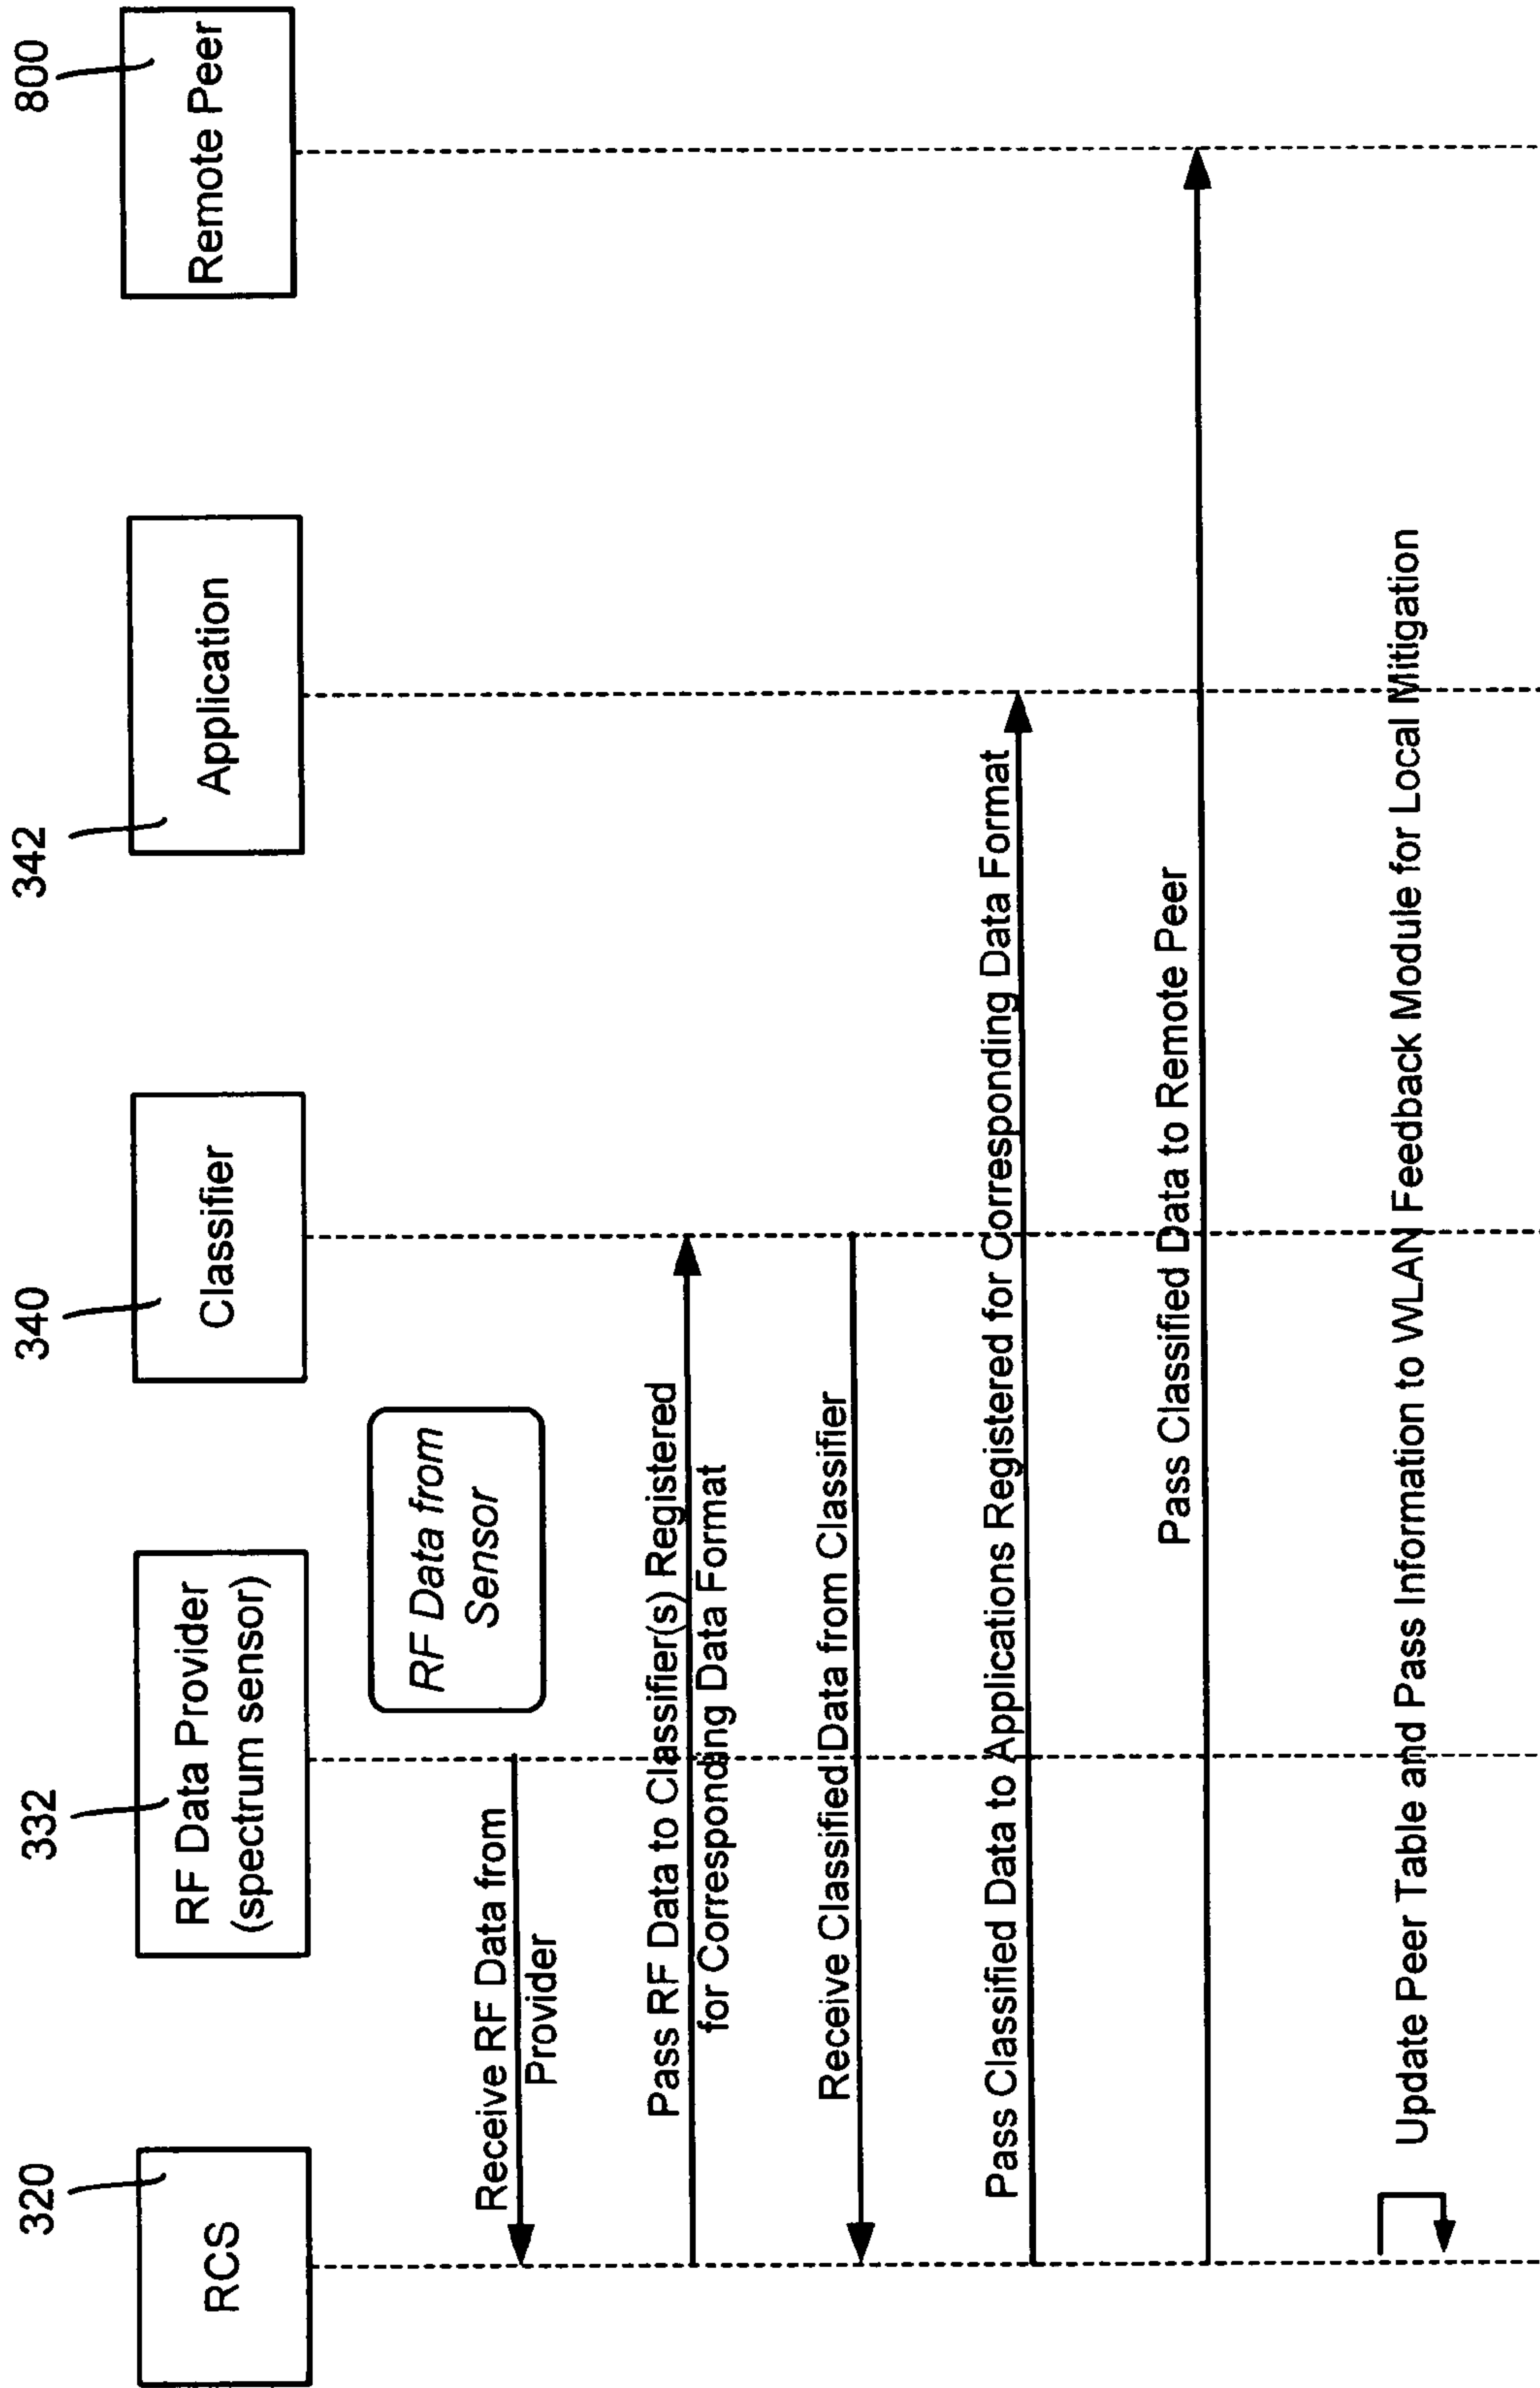 320
RCS
332
RF Data Provider
(spectrum sensor)
340
Classifier
342
Application
800
Remote Peer
RF Data from
Sensor
Receive RF Data from
Provider
Pass RF Data to Classifier(s) Registered
for Corresponding Data Format
Receive Classified Data from Classifier
Pass Classified Data to Applications Registered for Corresponding Data Format
Pass Classified Data to Remote Peer
Update Peer Table and Pass Information to WLAN Feedback Module for Local Mitigation